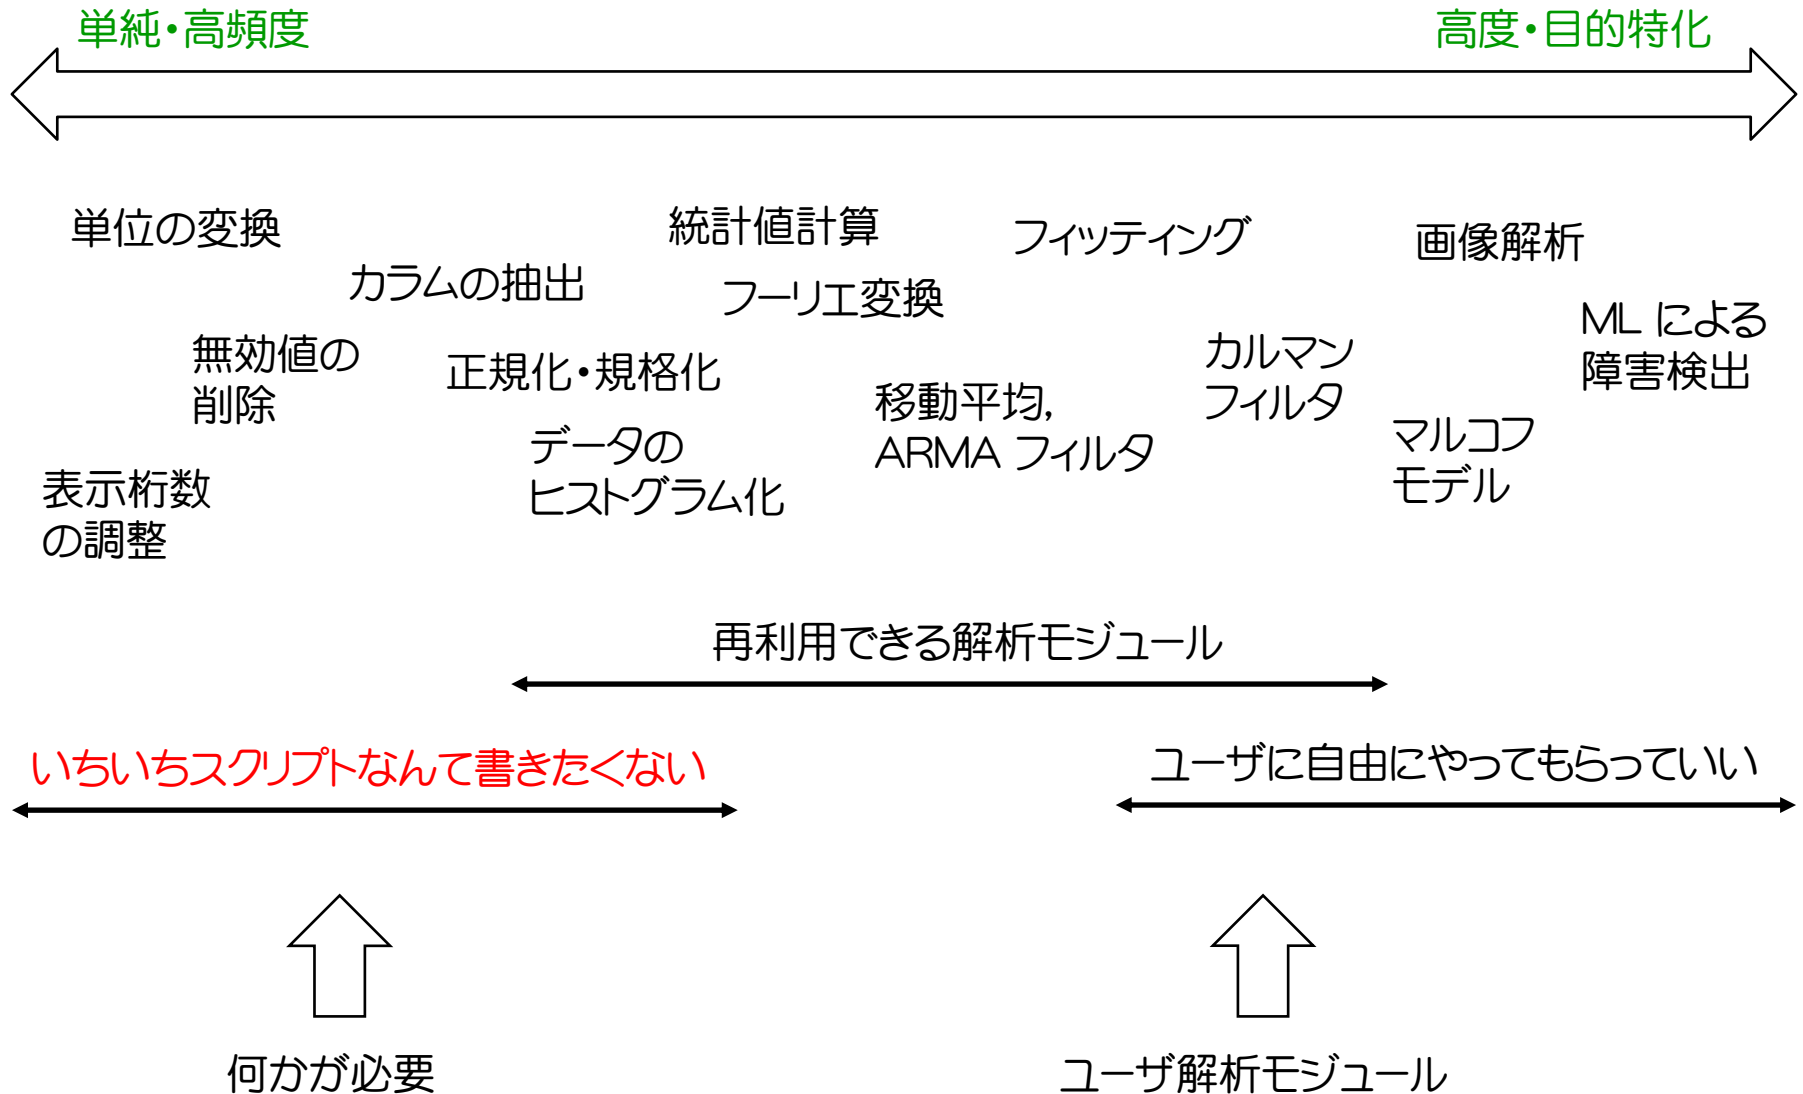 単純・高頻度
高度・目的特化
単位の変換
統計値計算
フィッティング
画像解析
カラムの抽出
フーリエ変換
ML による
障害検出
無効値の
削除
正規化・規格化
カルマン
フィルタ
移動平均,
ARMA フィルタ
データの
ヒストグラム化
マルコフ
モデル
表示桁数
の調整
再利用できる解析モジュール
いちいちスクリプトなんて書きたくない
ユーザに自由にやってもらっていい
何かが必要
ユーザ解析モジュール